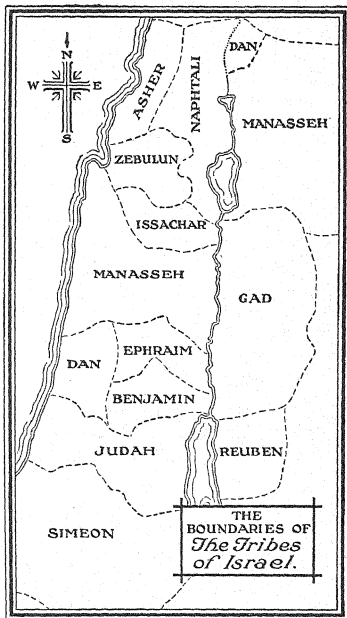 N
W E
S
DAN
ASHER
NAPHTALI
MANASSEH
ZEBULUN
ISSACHAR
MANASSEH
GAD
EPHRAIM
DAN
BENJAMIN
JUDAH
REUBEN
SIMEON
THE
BOUNDARIES OF
The Tribes
of Israel.